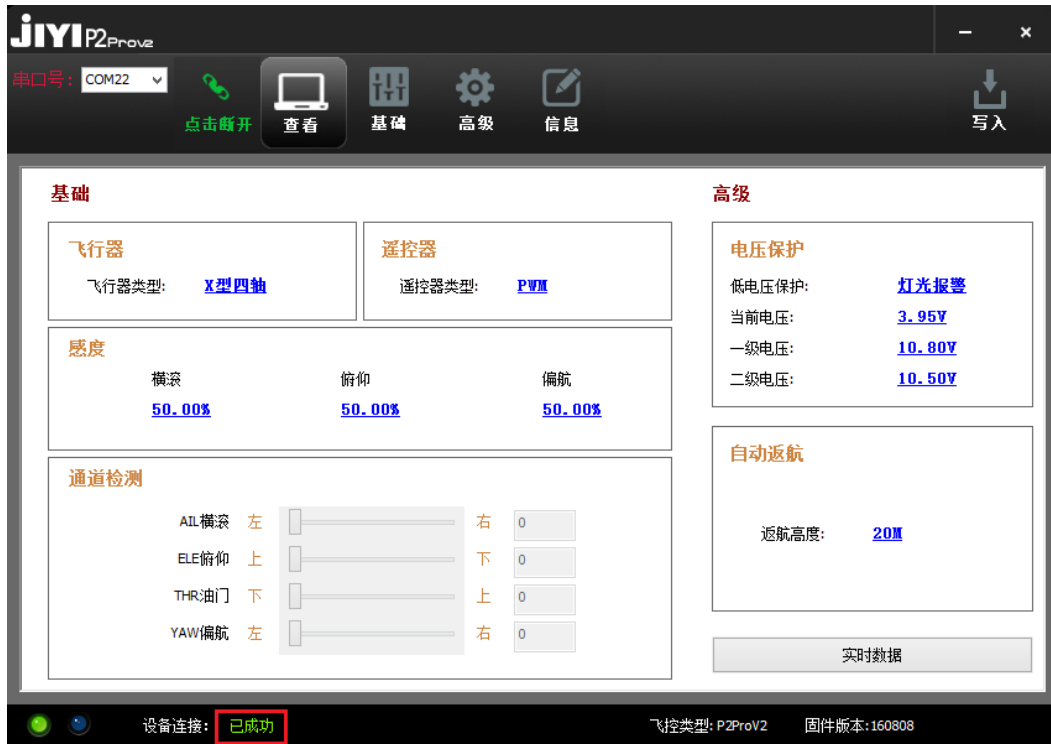 JIYI P2Prov2
串口号: COM22
点击断开 查看 基础 高级 信息 写入
基础
飞行器
飞行器类型: X型四轴
遥控器
遥控器类型: PWM
感度
横滚 俯仰 偏航
50.00% 50.00% 50.00%
通道检测
AIL横滚 左 右 0
ELE俯仰 上 下 0
THR油门 下 上 0
YAW偏航 左 右 0
高级
电压保护
低电压保护: 灯光报警
当前电压: 3.95V
一级电压: 10.80V
二级电压: 10.50V
自动返航
返航高度: 20M
实时数据
设备连接: 已成功 飞控类型: P2ProV2 固件版本:160808